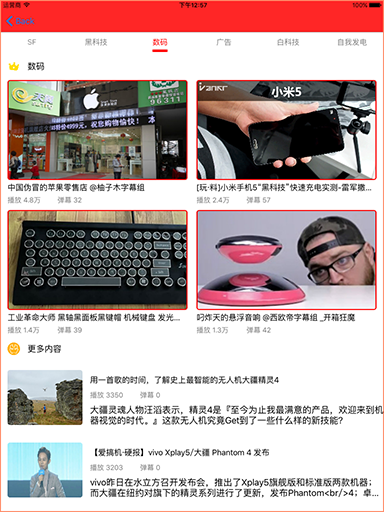 运营商 下午12:57 100%
SF 黑科技 数码 广告 白科技 自我发电
数码
96311
vankr 小米5
中国伪冒的苹果零售店 @柚子木字幕组
播放 4.8万 弹幕 32
[玩·料]小米手机5“黑科技”快速充电实测-雷军撒...
播放 2.4万 弹幕 57
工业革命大师 黑轴黑面板黑键帽 机械键盘 发光...
播放 1.4万 弹幕 39
叼炸天的悬浮音响 @西欧帝字幕组 _开箱狂魔
播放 1.3万 弹幕 42
更多内容
用一首歌的时间，了解史上最智能的无人机大疆精灵4
播放 3350 弹幕 0
大疆灵魂人物汪滔表示，精灵4是『至今为止我最满意的产品，欢迎来到机
器视觉的时代。』这款无人机究竟Get到了一些什么样的新技能？
【爱搞机·硬报】vivo Xplay5/大疆 Phantom 4 发布
播放 3203 弹幕 0
vivo昨日在水立方召开发布会，推出了Xplay5旗舰版和标准版两款机器；
而大疆在纽约对旗下的精灵系列进行了更新，发布Phantom<br/>4；卓...